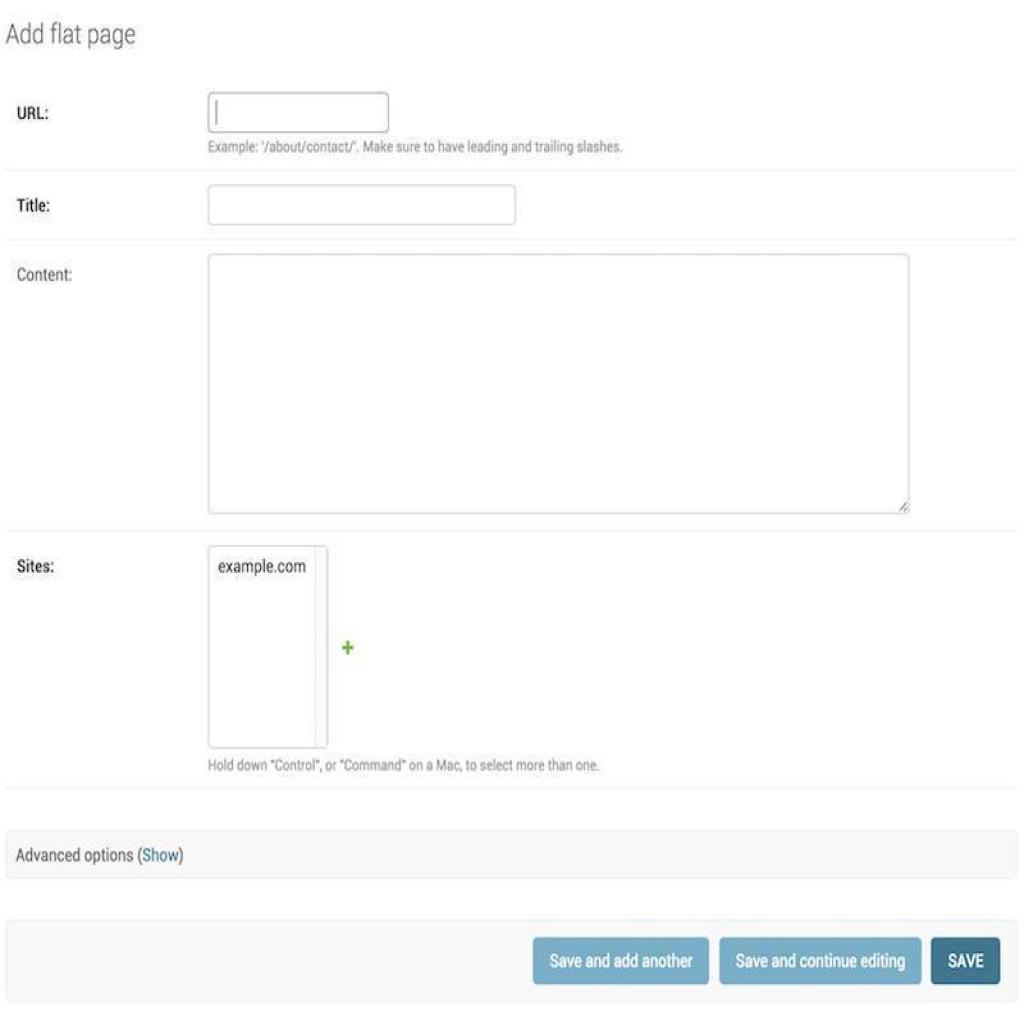 Add flat page
URL:
Example: '/about/contact/'. Make sure to have leading and trailing slashes.
Title:
Content:
Sites:
example.com
+
Hold down "Control", or "Command" on a Mac, to select more than one.
Advanced options (Show)
Save and add another
Save and continue editing
SAVE